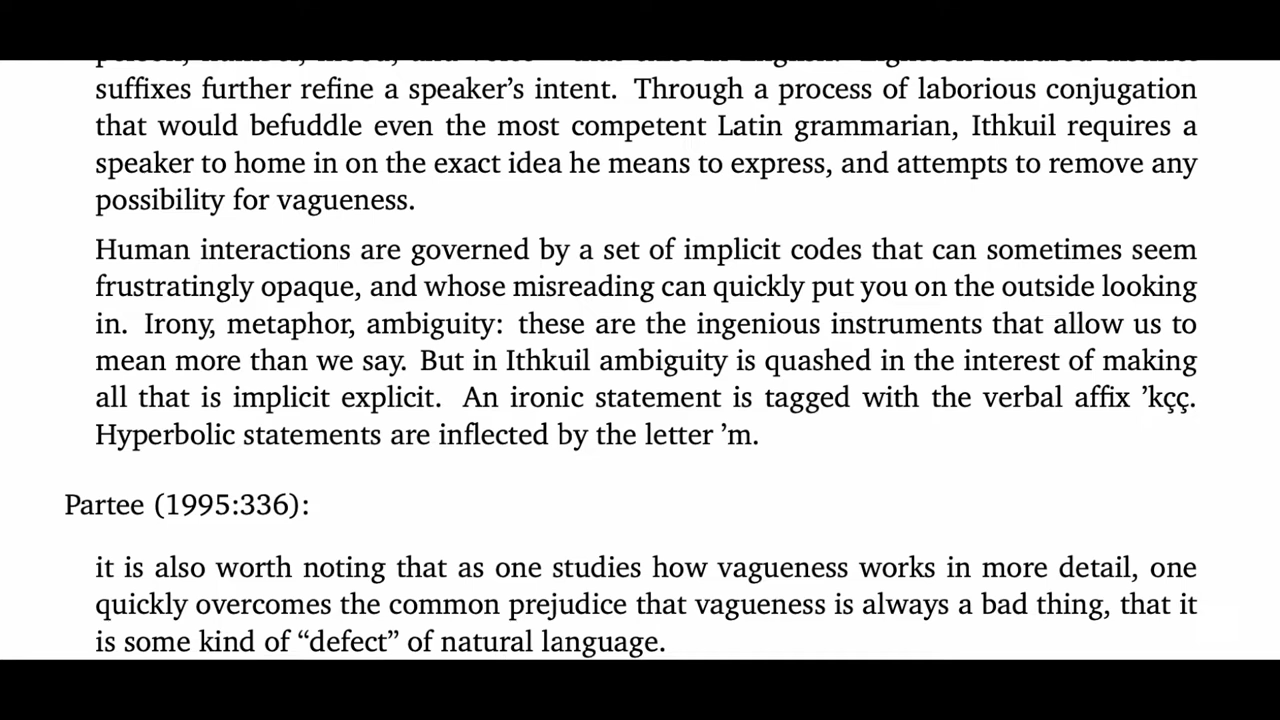 suffixes further refine a speaker’s intent. Through a process of laborious conjugation
that would befuddle even the most competent Latin grammarian, Ithkuil requires a
speaker to home in on the exact idea he means to express, and attempts to remove any
possibility for vagueness.
Human interactions are governed by a set of implicit codes that can sometimes seem
frustratingly opaque, and whose misreading can quickly put you on the outside looking
in. Irony, metaphor, ambiguity: these are the ingenious instruments that allow us to
mean more than we say. But in Ithkuil ambiguity is quashed in the interest of making
all that is implicit explicit. An ironic statement is tagged with the verbal affix ’kçç.
Hyperbolic statements are inflected by the letter ’m.
Partee (1995:336):
it is also worth noting that as one studies how vagueness works in more detail, one
quickly overcomes the common prejudice that vagueness is always a bad thing, that it
is some kind of “defect” of natural language.